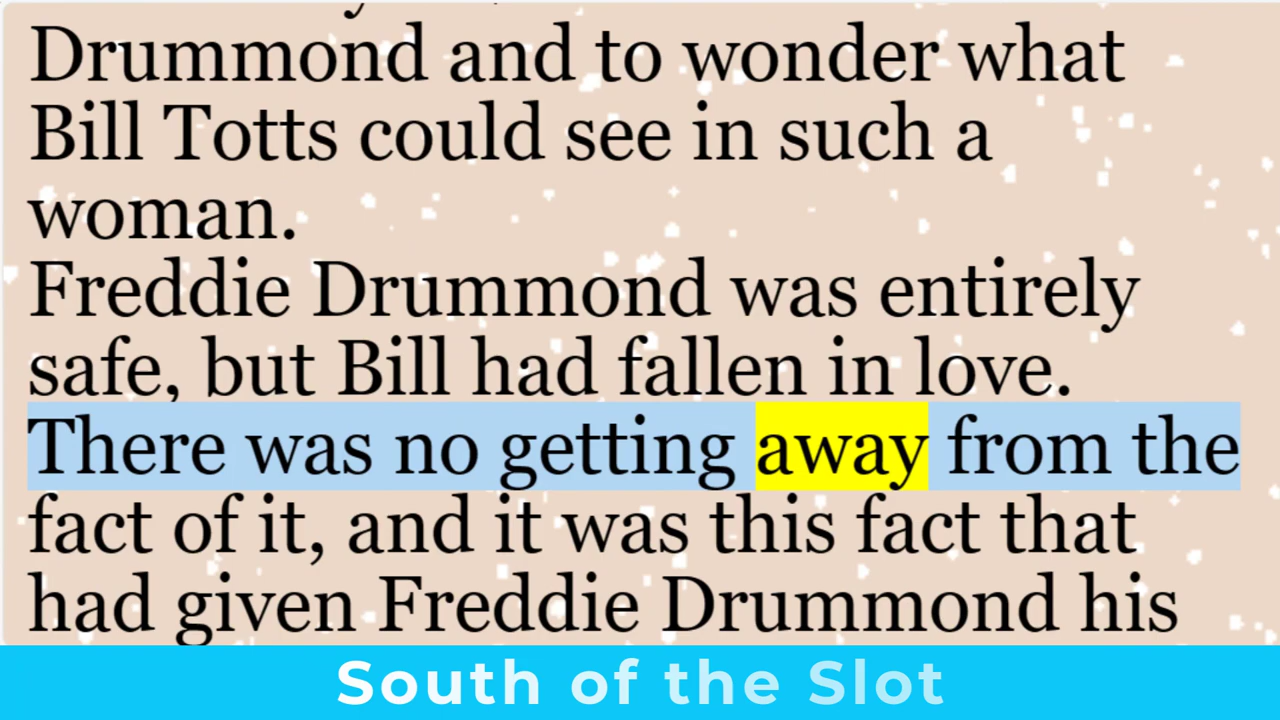 Drummond and to wonder what
Bill Totts could see in such a
woman.
Freddie Drummond was entirely
safe, but Bill had fallen in love.
There was no getting away from the
fact of it, and it was this fact that
had given Freddie Drummond his
South of the Slot